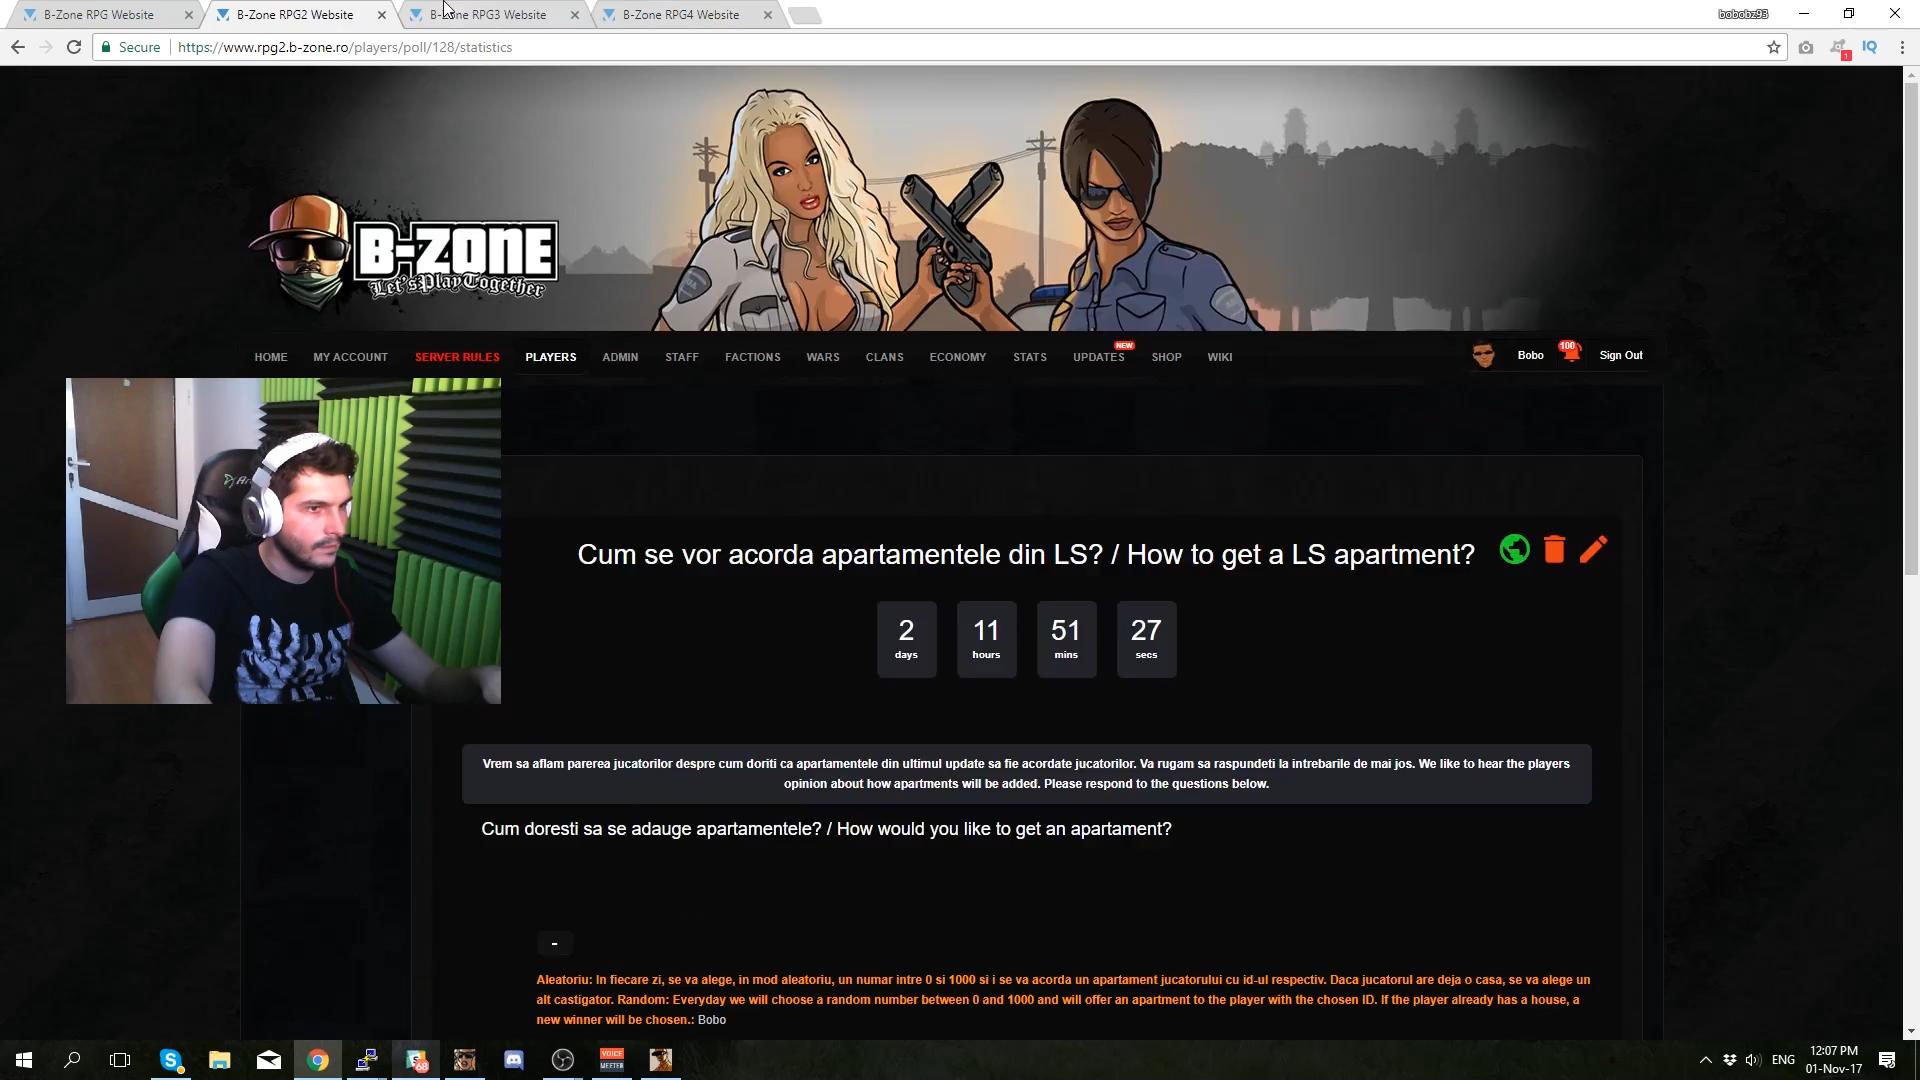 B-Zone RPG Website
B-Zone RPG2 Website
B-Zone RPG3 Website
B-Zone RPG4 Website
bobobz93
Secure
https://www.rpg2.b-zone.ro/players/poll/128/statistics
1
IQ
B-ZONE
Let'sPlayTogether
HOME
MY ACCOUNT
SERVER RULES
PLAYERS
ADMIN
STAFF
FACTIONS
WARS
CLANS
ECONOMY
STATS
UPDATES
NEW
SHOP
WIKI
Bobo
100
Sign Out
Cum se vor acorda apartamentele din LS? / How to get a LS apartment?
2
11
51
27
days
hours
mins
secs
Vrem sa aflam parerea jucatorilor despre cum doriti ca apartamentele din ultimul update sa fie acordate jucatorilor. Va rugam sa raspundeti la intrebarile de mai jos. We like to hear the players
opinion about how apartments will be added. Please respond to the questions below.
Cum doresti sa se adauge apartamentele? / How would you like to get an apartament?
-
Aleatoriu: In fiecare zi, se va alege, in mod aleatoriu, un numar intre 0 si 1000 si i se va acorda un apartament jucatorului cu id-ul respectiv. Daca jucatorul are deja o casa, se va alege un
alt castigator. Random: Everyday we will choose a random number between 0 and 1000 and will offer an apartment to the player with the chosen ID. If the player already has a house, a
new winner will be chosen.: Bobo
68
VOICE
MEETER
ENG
12:07 PM
01-Nov-17